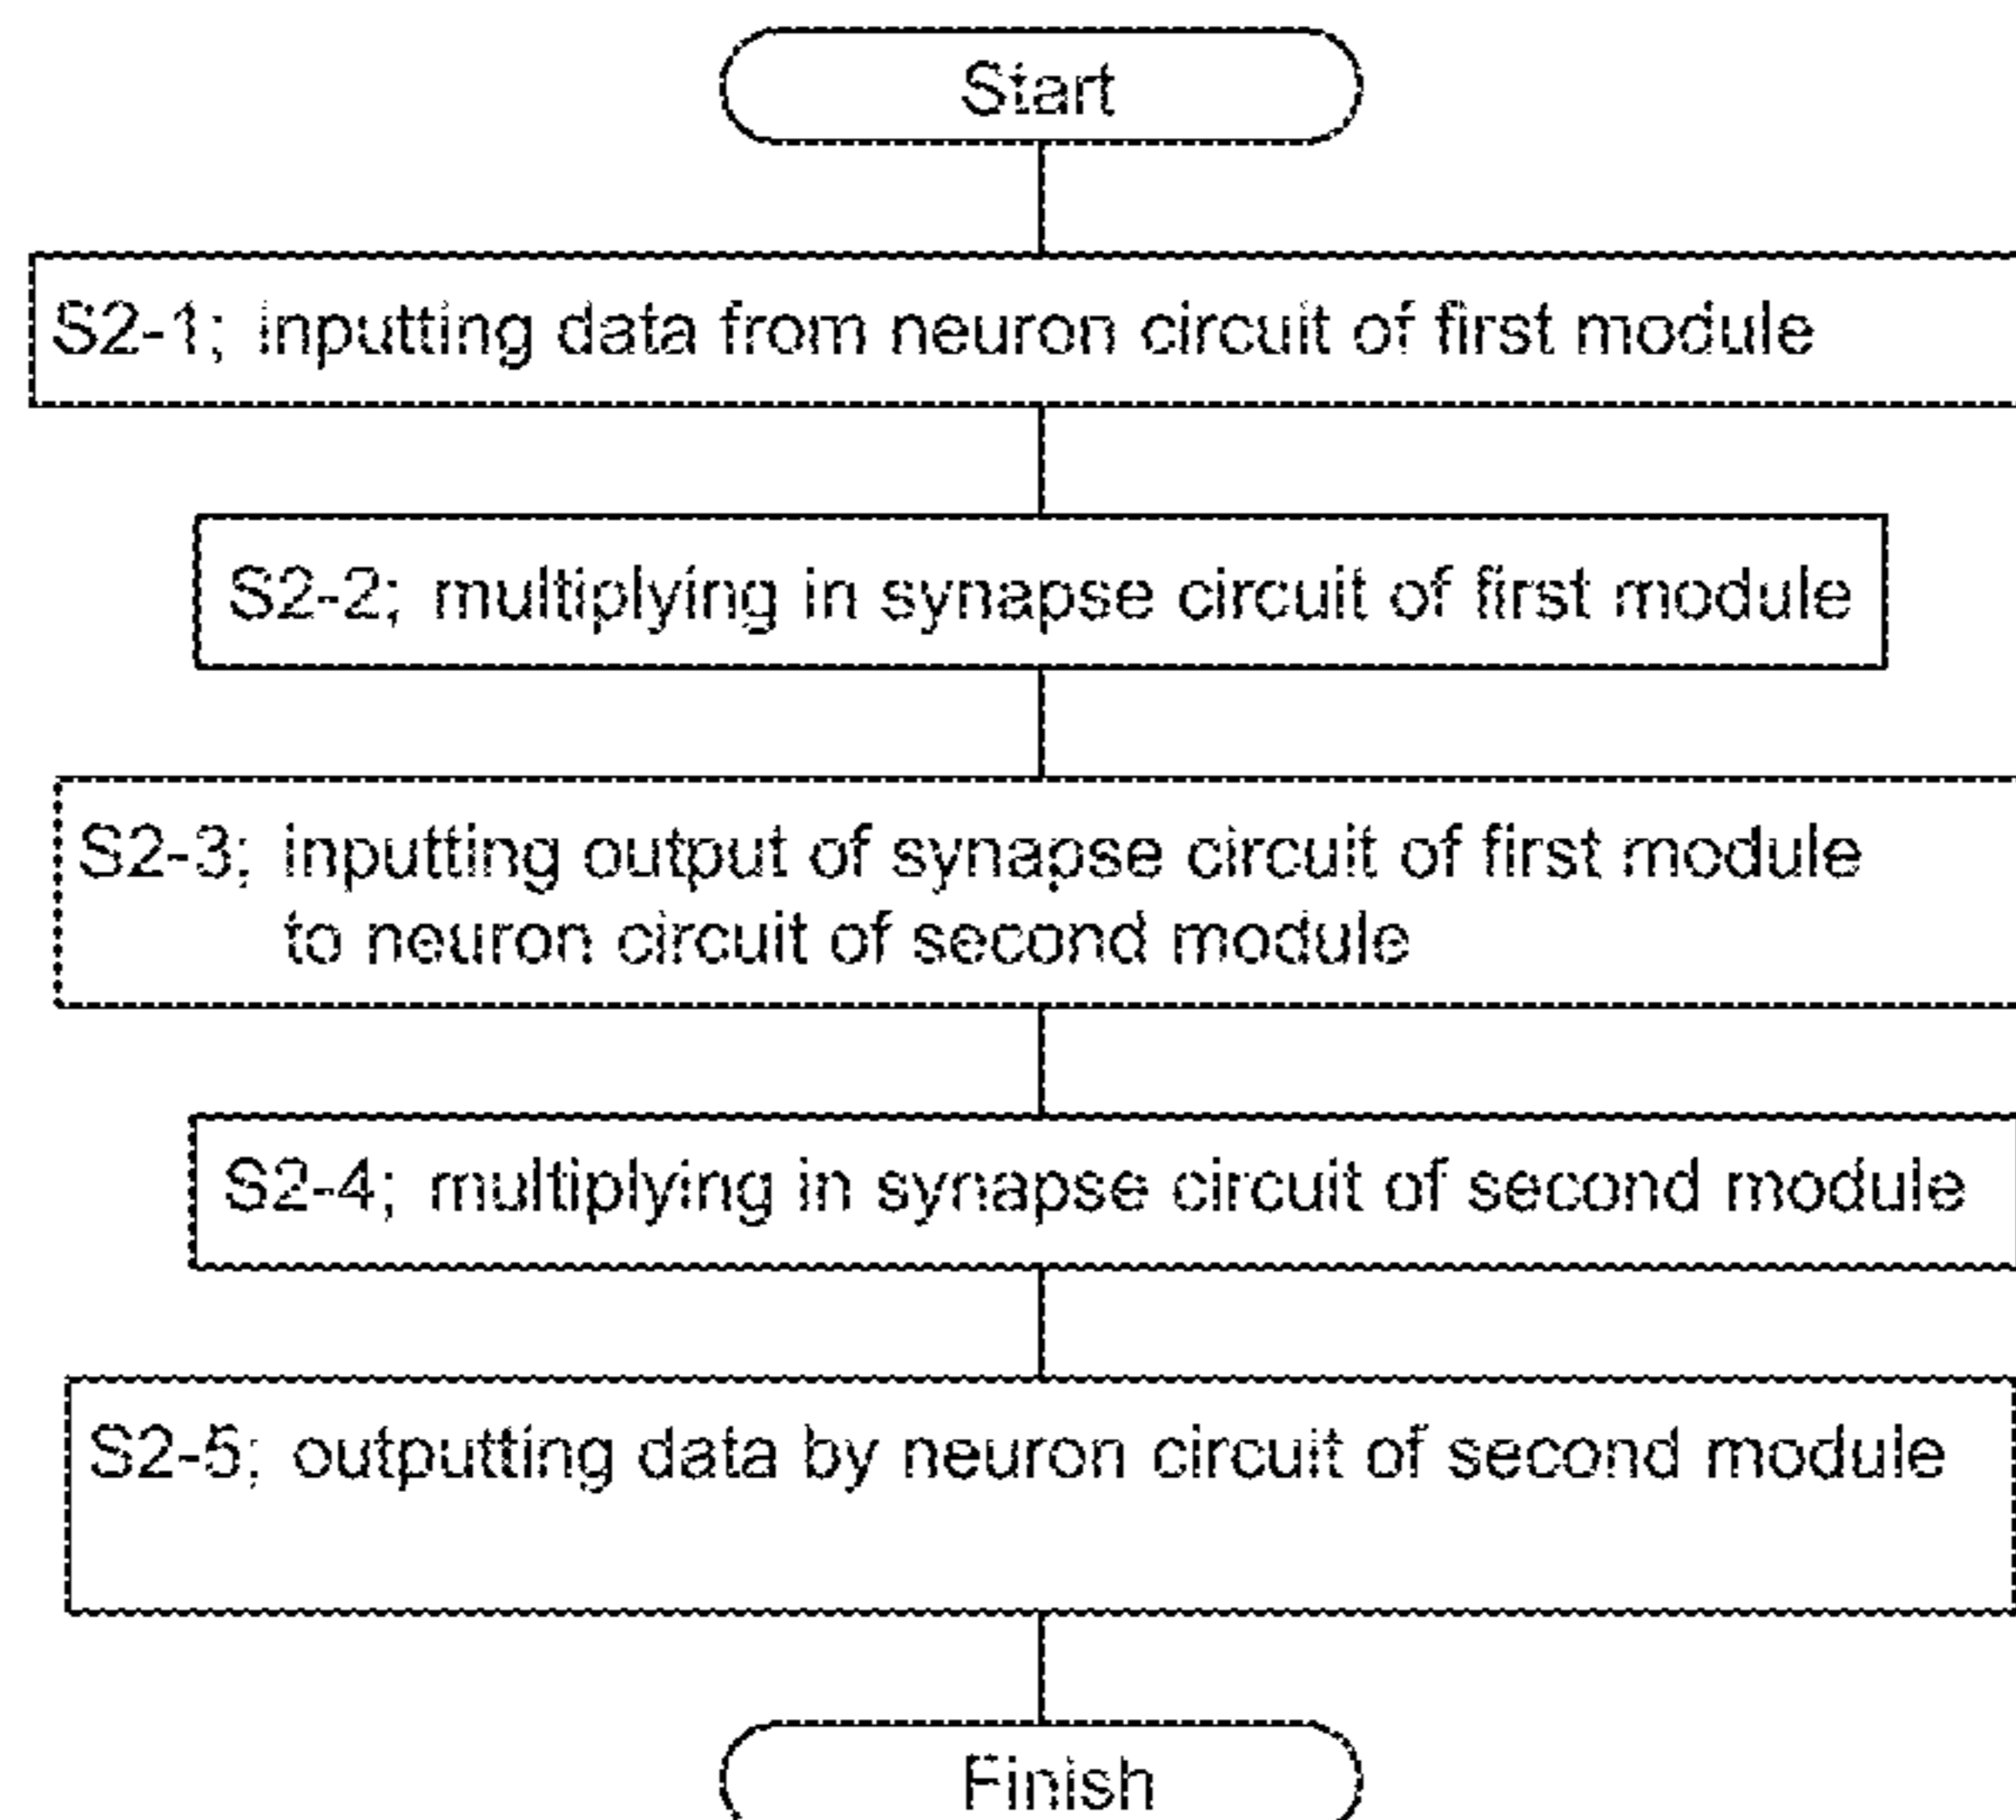 Start
S2-1; inputting data from neuron circuit of first module
S2-2; multiplying in synapse circuit of first module
S2-3; inputting output of synapse circuit of first module
to neuron circuit of second module
S2-4; multiplying in synapse circuit of second module
S2-5; outputting data by neuron circuit of second module
Finish